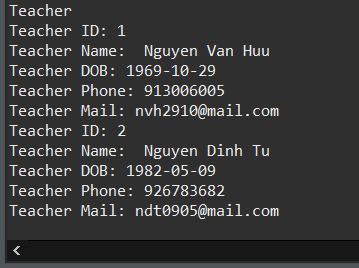 Teacher
Teacher ID: 1
Teacher Name:  Nguyen Van Huu
Teacher DOB: 1969-10-29
Teacher Phone: 913006005
Teacher Mail: nvh2910@mail.com
Teacher ID: 2
Teacher Name:  Nguyen Dinh Tu
Teacher DOB: 1982-05-09
Teacher Phone: 926783682
Teacher Mail: ndt0905@mail.com